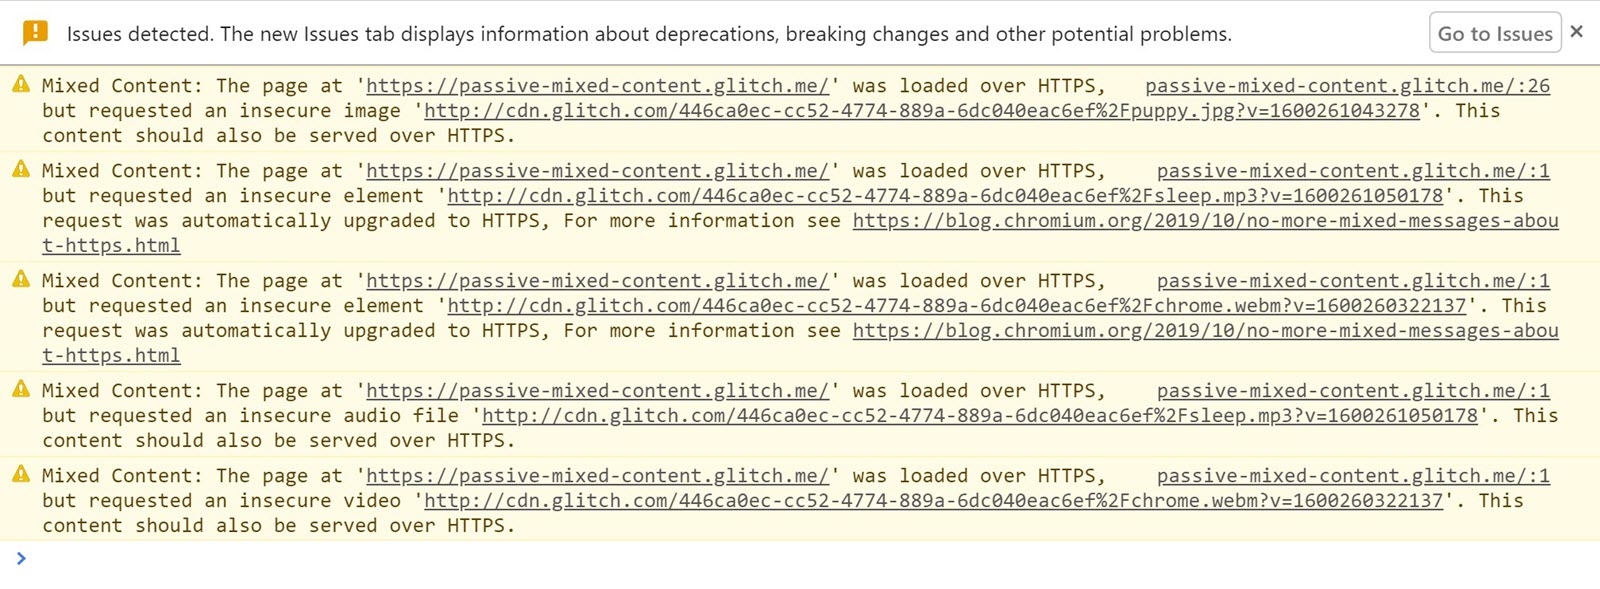 Issues detected. The new Issues tab displays information about deprecations, breaking changes and other potential problems. Go to Issues ×
Mixed Content: The page at 'https://passive-mixed-content.glitch.me/' was loaded over HTTPS, passive-mixed-content.glitch.me/:26
but requested an insecure image 'http://cdn.glitch.com/446ca0ec-cc52-4774-889a-6dc040eac6ef%2Fpuppy.jpg?v=1600261043278'. This
content should also be served over HTTPS.
Mixed Content: The page at 'https://passive-mixed-content.glitch.me/' was loaded over HTTPS, passive-mixed-content.glitch.me/:1
but requested an insecure element 'http://cdn.glitch.com/446ca0ec-cc52-4774-889a-6dc040eac6ef%2Fsleep.mp3?v=1600261050178'. This
request was automatically upgraded to HTTPS, For more information see https://blog.chromium.org/2019/10/no-more-mixed-messages-abou
t-https.html
Mixed Content: The page at 'https://passive-mixed-content.glitch.me/' was loaded over HTTPS, passive-mixed-content.glitch.me/:1
but requested an insecure element 'http://cdn.glitch.com/446ca0ec-cc52-4774-889a-6dc040eac6ef%2Fchrome.webm?v=1600260322137'. This
request was automatically upgraded to HTTPS, For more information see https://blog.chromium.org/2019/10/no-more-mixed-messages-abou
t-https.html
Mixed Content: The page at 'https://passive-mixed-content.glitch.me/' was loaded over HTTPS, passive-mixed-content.glitch.me/:1
but requested an insecure audio file 'http://cdn.glitch.com/446ca0ec-cc52-4774-889a-6dc040eac6ef%2Fsleep.mp3?v=1600261050178'. This
content should also be served over HTTPS.
Mixed Content: The page at 'https://passive-mixed-content.glitch.me/' was loaded over HTTPS, passive-mixed-content.glitch.me/:1
but requested an insecure video 'http://cdn.glitch.com/446ca0ec-cc52-4774-889a-6dc040eac6ef%2Fchrome.webm?v=1600260322137'. This
content should also be served over HTTPS.